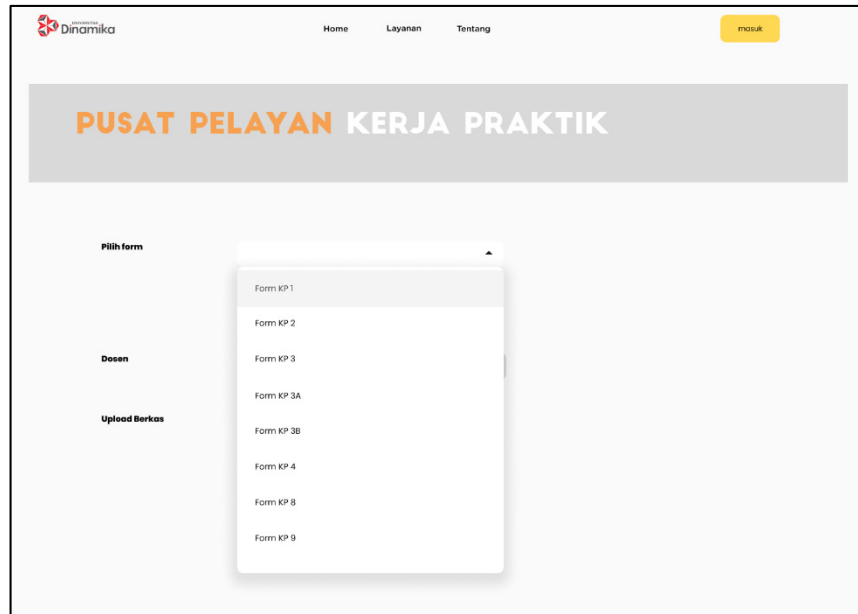 UNIVERSITAS
Dinamika
Home Layanan Tentang masuk
PUSAT PELAYAN KERJA PRAKTIK
Pilih form
Form KP 1
Form KP 2
Dosen
Form KP 3
Form KP 3A
Upload Berkas
Form KP 3B
Form KP 4
Form KP 8
Form KP 9